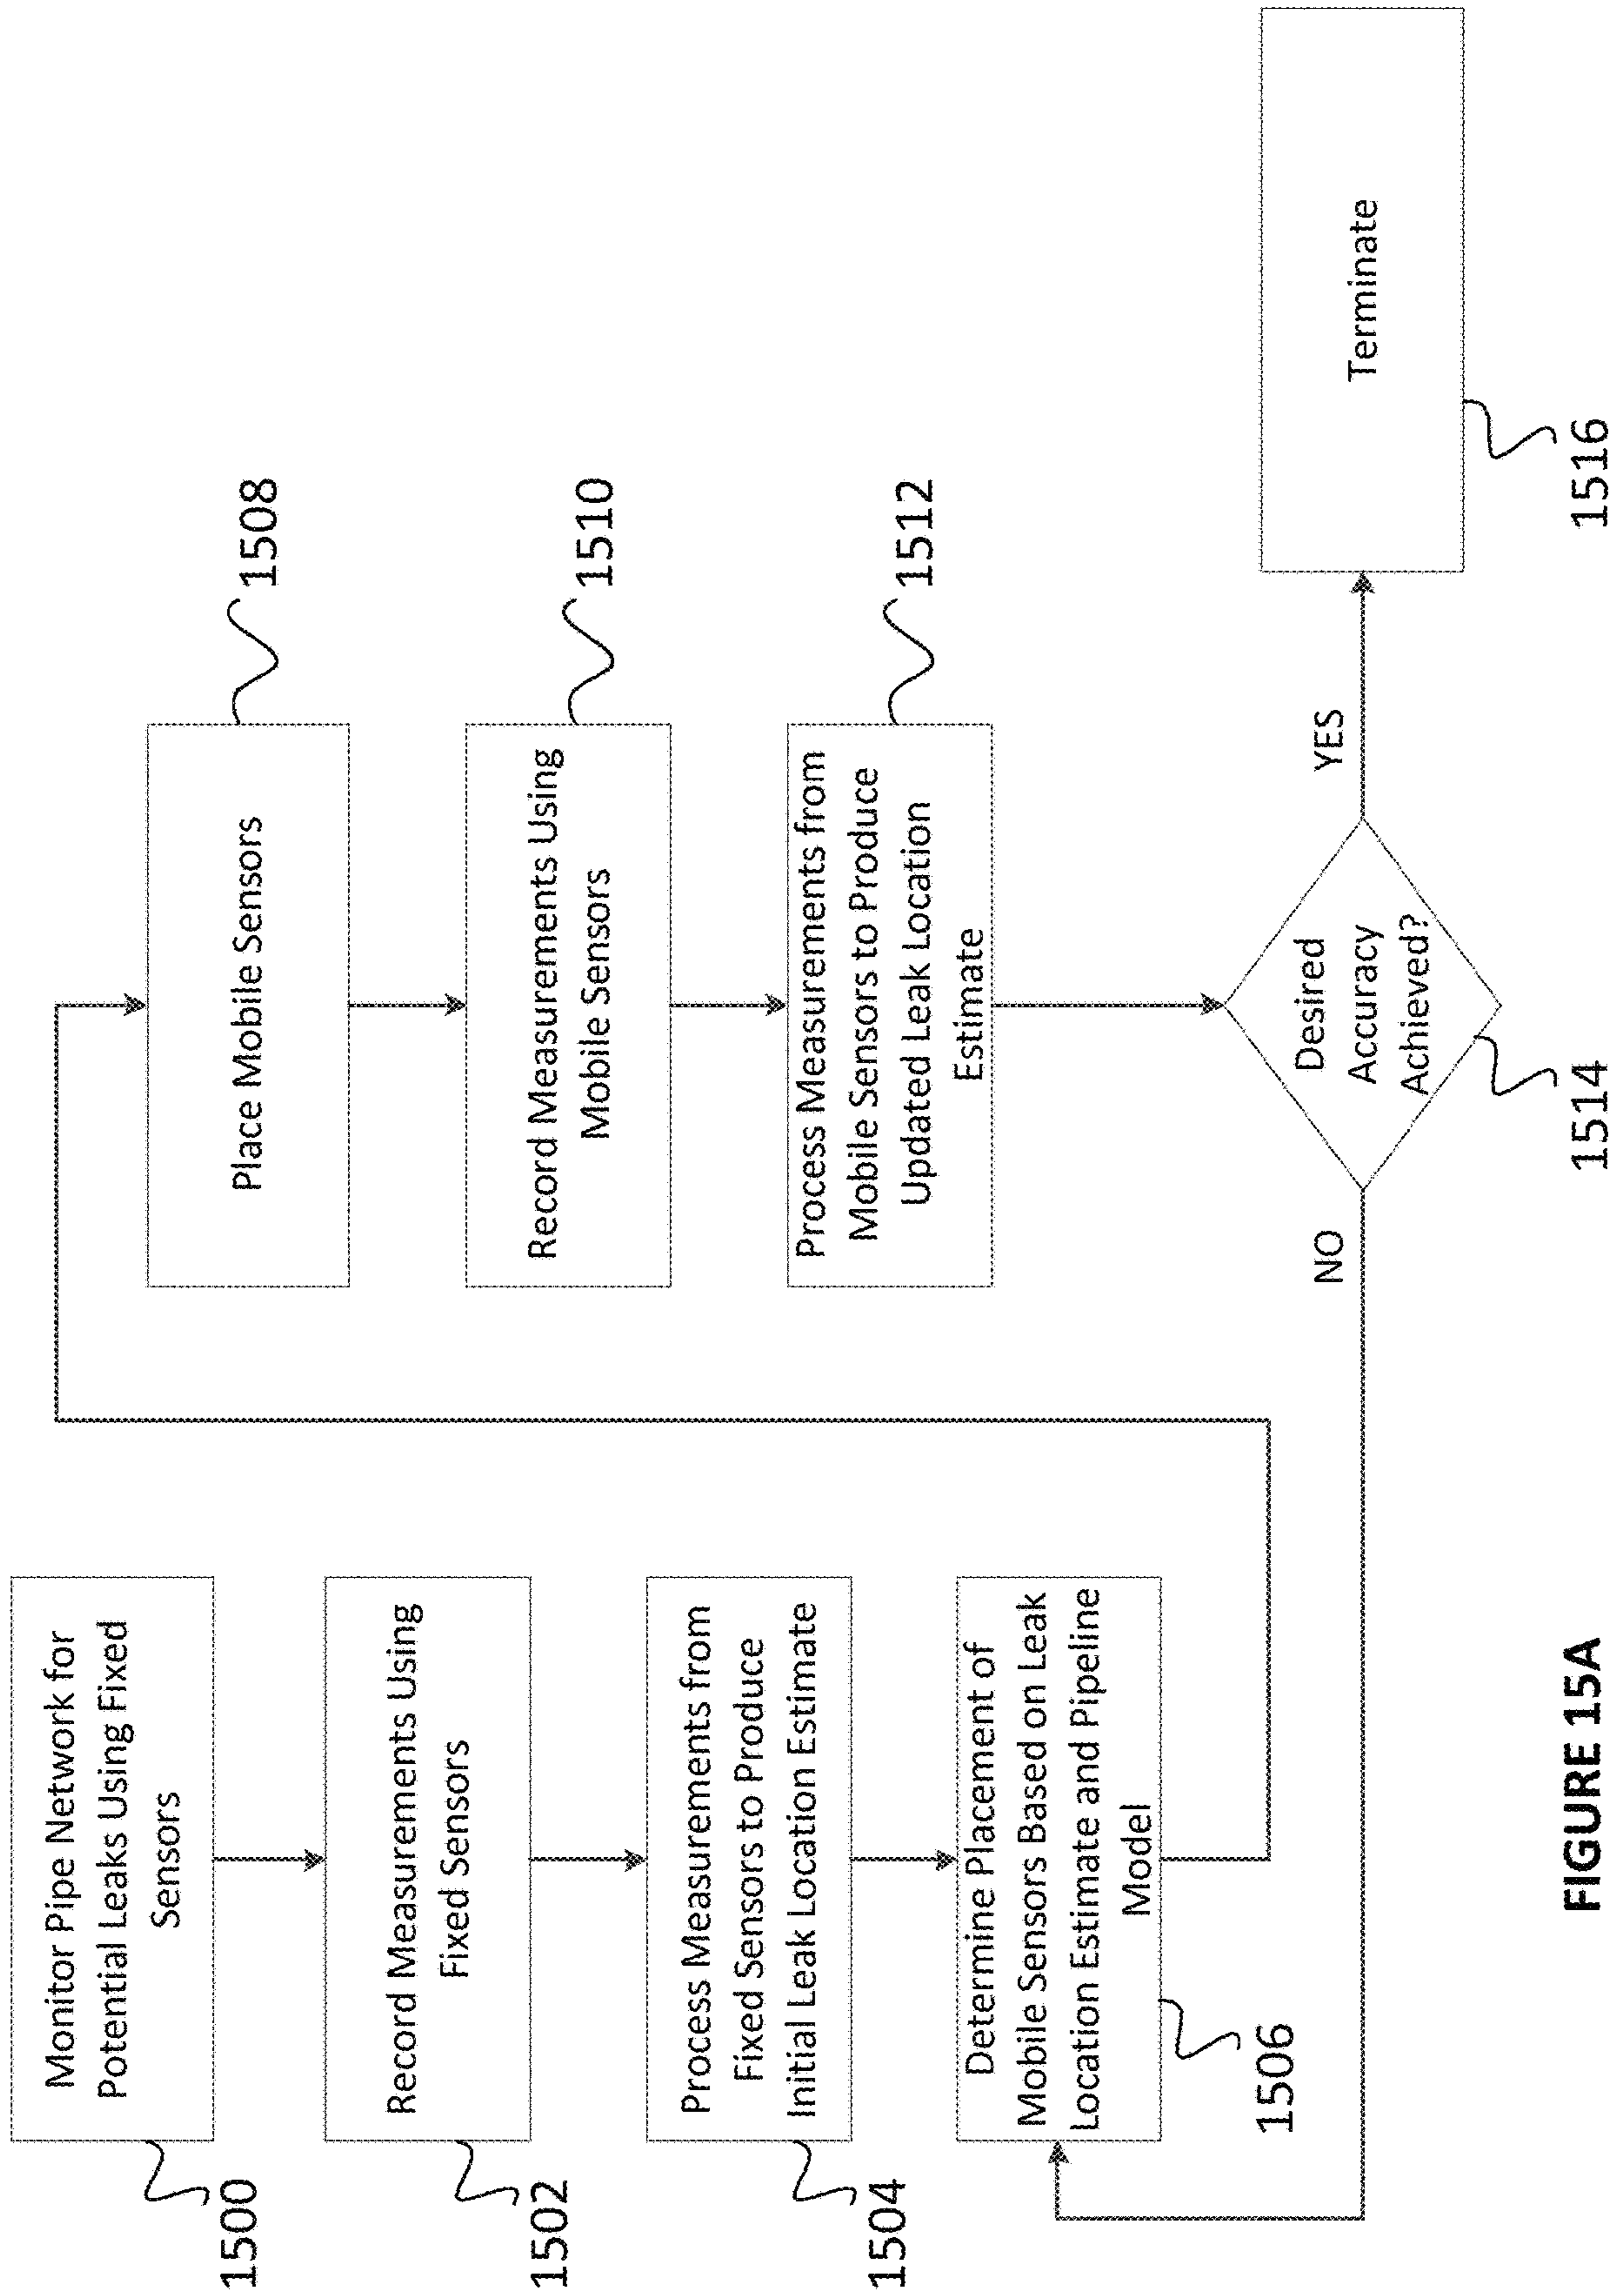 Monitor Pipe Network for
Potential Leaks Using Fixed
Sensors
1500
Record Measurements Using
Fixed Sensors
1502
Process Measurements from
Fixed Sensors to Produce
Initial Leak Location Estimate
1504
Determine Placement of
Mobile Sensors Based on Leak
Location Estimate and Pipeline
Model
1506
Place Mobile Sensors
1508
Record Measurements Using
Mobile Sensors
1510
Process Measurements from
Mobile Sensors to Produce
Updated Leak Location
Estimate
1512
Desired
Accuracy
Achieved?
1514
NO
YES
Terminate
1516
FIGURE 15A